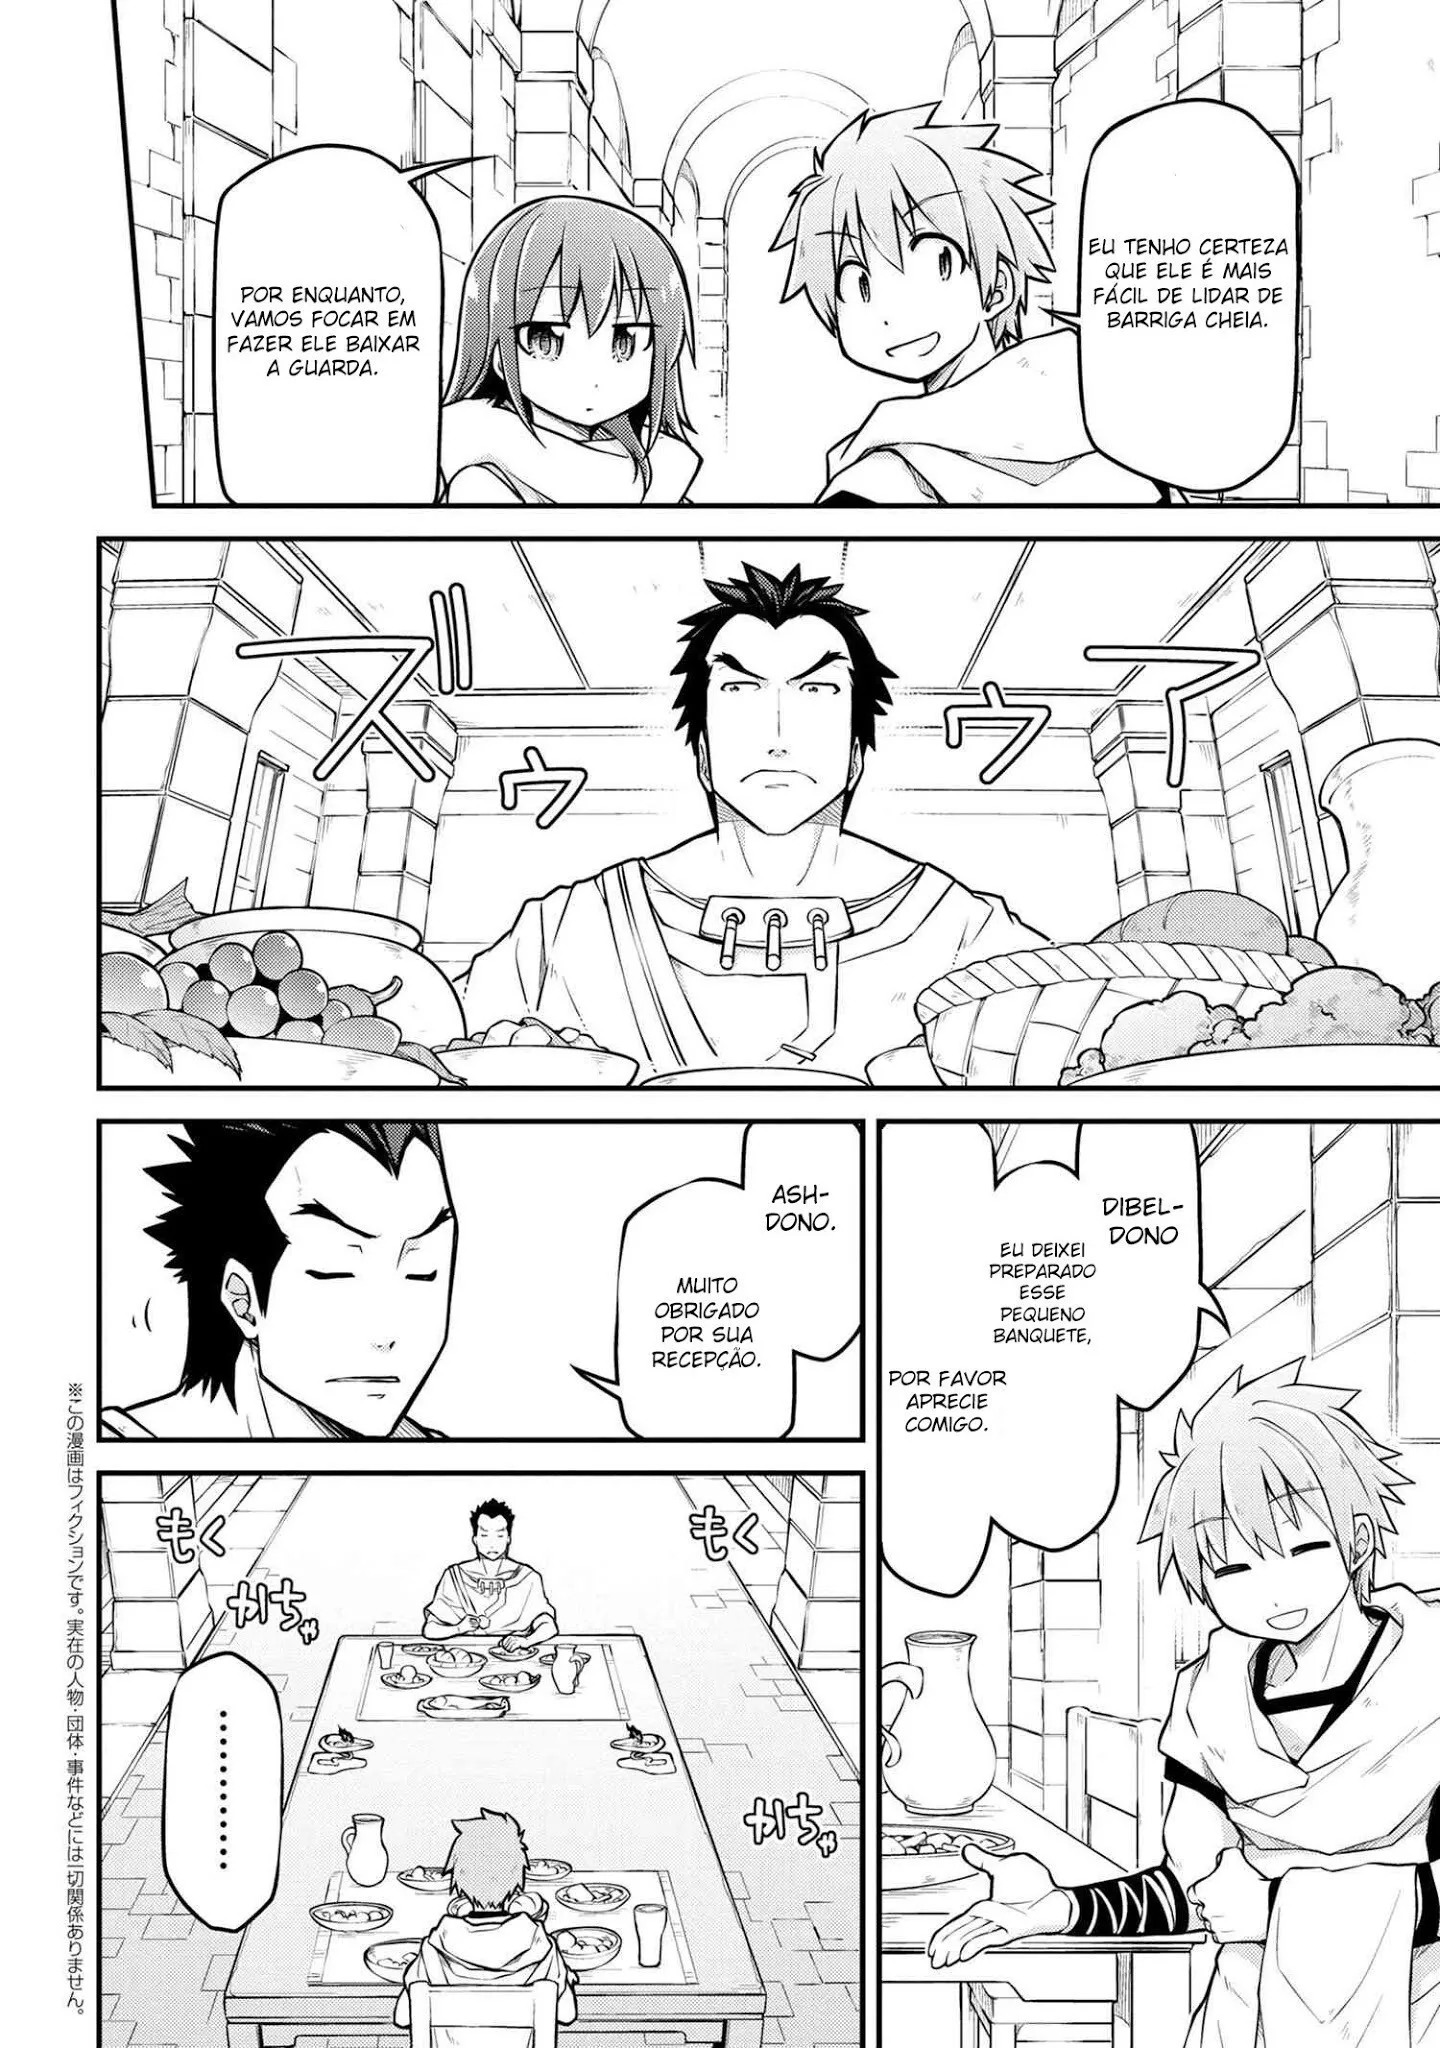 EU TENHO CERTEZA
QUE ELE É MAIS
FÁCIL DE LIDAR DE
BARRIGA CHEIA.
POR ENQUANTO,
VAMOS FOCAR EM
FAZER ELE BAIXAR
A GUARDA.
ズゥ
ズゥウァ
DIBEL-
DONO
EU DEIXEI
PREPARADO
ESSE
PEQUENO
BANQUETE,
POR FAVOR
APRECIE
COMIGO.
ASH-
DONO.
MUITO
OBRIGADO
POR SUA
RECEPÇÃO.
もく
もく
かちゃ
かちゃ
…………
※この漫画はフィクションです。実在の人物・団体・事件などには一切関係ありません。